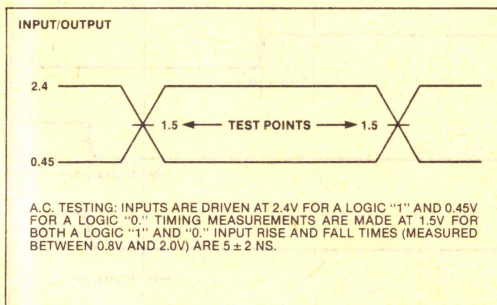 INPUT/OUTPUT
2.4
1.5 TEST POINTS 1.5
0.45
A.C. TESTING: INPUTS ARE DRIVEN AT 2.4V FOR A LOGIC "1" AND 0.45V
FOR A LOGIC "0." TIMING MEASUREMENTS ARE MADE AT 1.5V FOR
BOTH A LOGIC "1" AND "0." INPUT RISE AND FALL TIMES (MEASURED
BETWEEN 0.8V AND 2.0V) ARE 5 ± 2 NS.